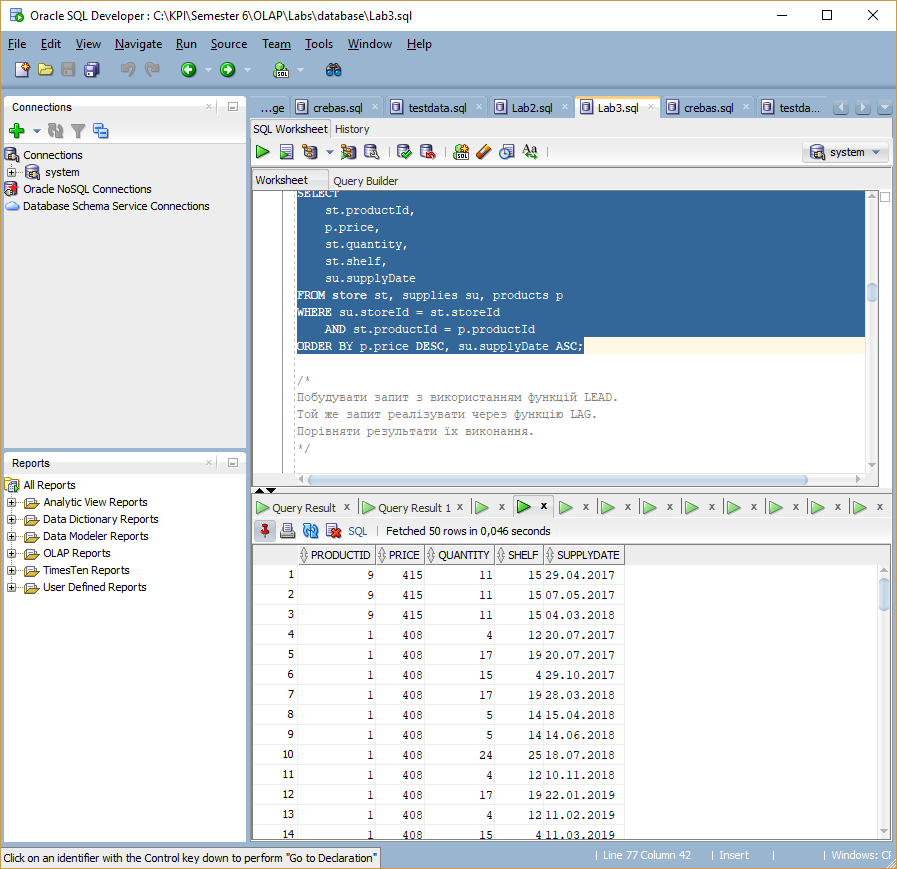 Oracle SQL Developer : C:\KPI\Semester 6\OLAP\Labs\database\Lab3.sql
File Edit View Navigate Run Source Team Tools Window Help
Connections
Connections
system
Oracle NoSQL Connections
Database Schema Service Connections
Reports
All Reports
Analytic View Reports
Data Dictionary Reports
Data Modeler Reports
OLAP Reports
TimesTen Reports
User Defined Reports
...ge crebas.sql testdata.sql Lab2.sql Lab3.sql crebas.sql testda...
SQL Worksheet History
system
Worksheet Query Builder
SELECT
st.productId,
p.price,
st.quantity,
st.shelf,
su.supplyDate
FROM store st, supplies su, products p
WHERE su.storeId = st.storeId
AND st.productId = p.productId
ORDER BY p.price DESC, su.supplyDate ASC;
/*
Побудувати запит з використанням функцій LEAD.
Той же запит реалізувати через функцію LAG.
Порівняти результати їх виконання.
*/
Query Result x Query Result 1 x x x x x x x x x x x
SQL | Fetched 50 rows in 0,046 seconds
PRODUCTID PRICE QUANTITY SHELF SUPPLYDATE
1 9 415 11 15 29.04.2017
2 9 415 11 15 07.05.2017
3 9 415 11 15 04.03.2018
4 1 408 4 12 20.07.2017
5 1 408 17 19 20.07.2017
6 1 408 15 4 29.10.2017
7 1 408 17 19 28.03.2018
8 1 408 5 14 15.04.2018
9 1 408 5 14 14.06.2018
10 1 408 24 25 18.07.2018
11 1 408 4 12 10.11.2018
12 1 408 17 19 22.01.2019
13 1 408 4 12 11.02.2019
14 1 408 15 4 11.03.2019
Click on an identifier with the Control key down to perform "Go to Declaration"
| Line 77 Column 42 | Insert | | Windows: